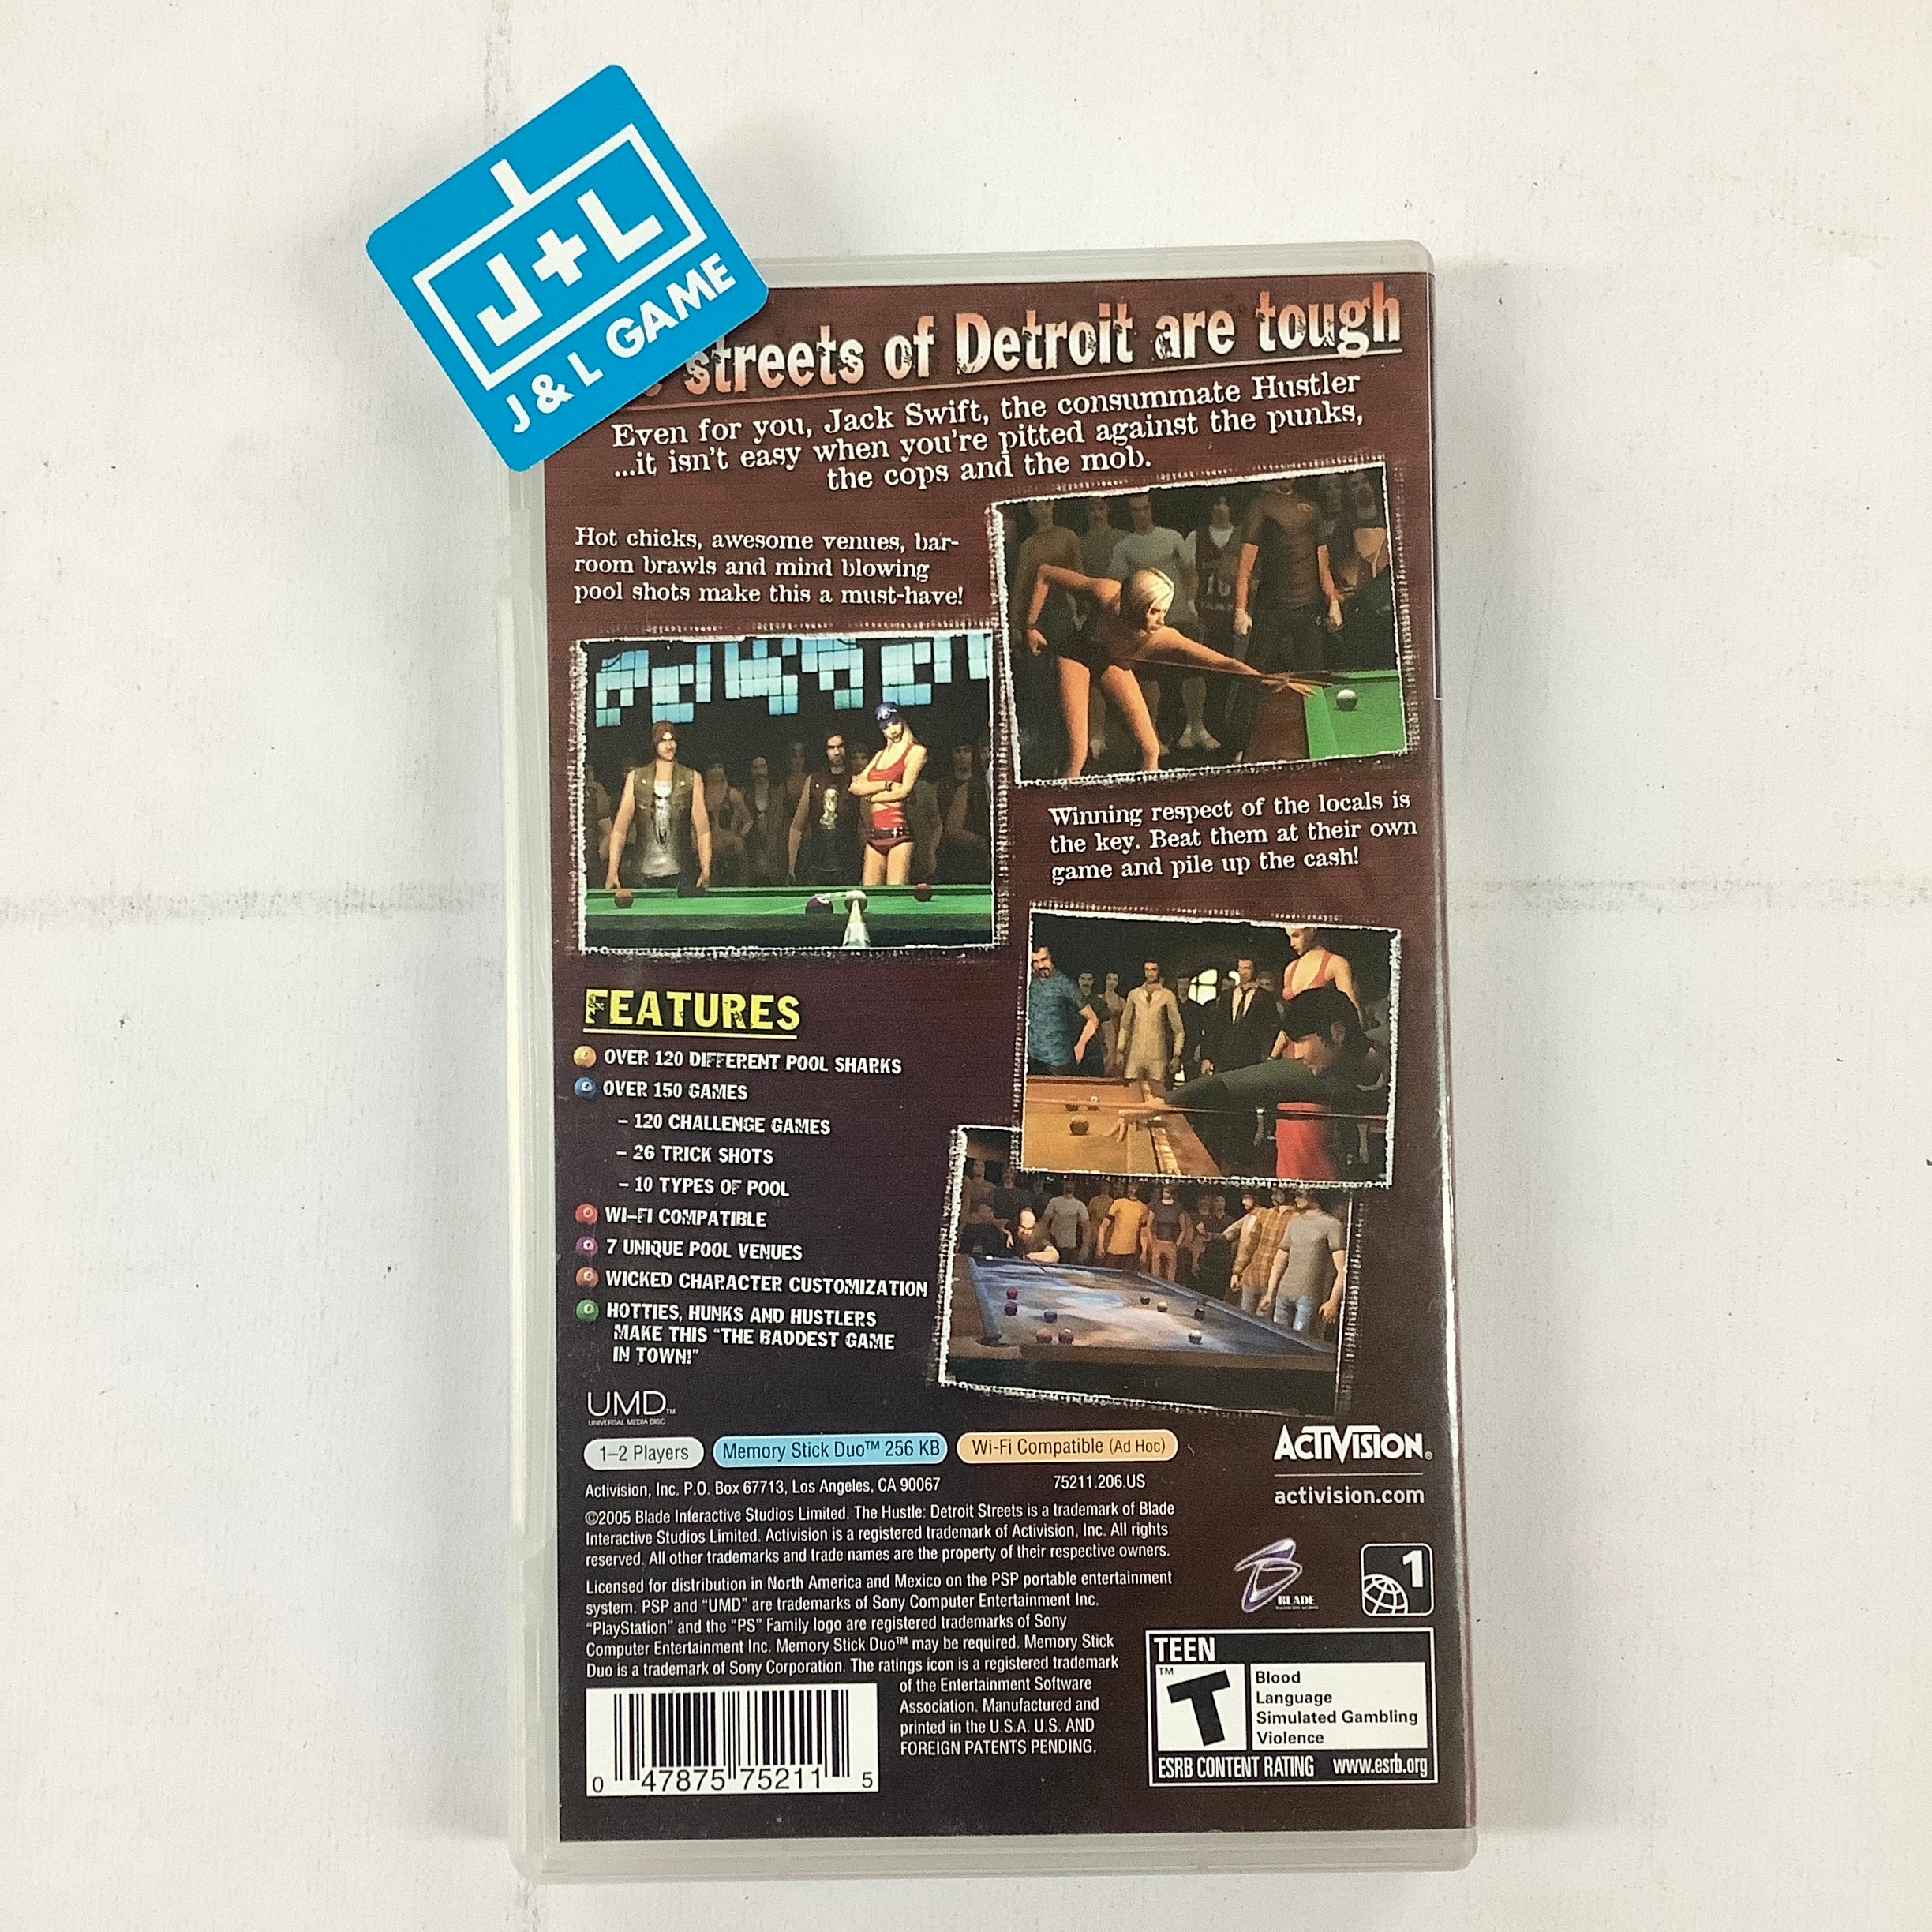 J+L
J & L GAME
streets of Detroit are tough
Even for you, Jack Swift, the consummate Hustler
...it isn't easy when you're pitted against the punks,
the cops and the mob.
Hot chicks, awesome venues, bar-
room brawls and mind blowing
pool shots make this a must-have!
Winning respect of the locals is
the key. Beat them at their own
game and pile up the cash!
FEATURES
OVER 120 DIFFERENT POOL SHARKS
OVER 150 GAMES
– 120 CHALLENGE GAMES
– 26 TRICK SHOTS
– 10 TYPES OF POOL
WI-FI COMPATIBLE
7 UNIQUE POOL VENUES
WICKED CHARACTER CUSTOMIZATION
HOTTIES, HUNKS AND HUSTLERS
MAKE THIS "THE BADDEST GAME
IN TOWN!"
UMD™
UNIVERSAL MEDIA DISC
1–2 Players
Memory Stick Duo™ 256 KB
Wi-Fi Compatible (Ad Hoc)
ACTIVISION®
activision.com
Activision, Inc. P.O. Box 67713, Los Angeles, CA 90067
75211.206.US
©2005 Blade Interactive Studios Limited. The Hustle: Detroit Streets is a trademark of Blade
Interactive Studios Limited. Activision is a registered trademark of Activision, Inc. All rights
reserved. All other trademarks and trade names are the property of their respective owners.
Licensed for distribution in North America and Mexico on the PSP portable entertainment
system. PSP and “UMD” are trademarks of Sony Computer Entertainment Inc.
“PlayStation” and the “PS” Family logo are registered trademarks of Sony
Computer Entertainment Inc. Memory Stick Duo™ may be required. Memory Stick
Duo is a trademark of Sony Corporation. The ratings icon is a registered trademark
of the Entertainment Software
Association. Manufactured and
printed in the U.S.A. U.S. AND
FOREIGN PATENTS PENDING.
BLADE
1
TEEN
T™
Blood
Language
Simulated Gambling
Violence
ESRB CONTENT RATING www.esrb.org
0 47875 75211 5